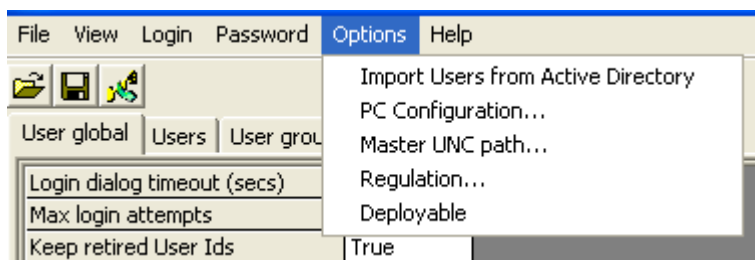 File View Login Password Options Help
Import Users from Active Directory
PC Configuration...
Master UNC path...
Regulation...
Deployable
User global Users User grou
Login dialog timeout (secs)
Max login attempts
Keep retired User Ids True